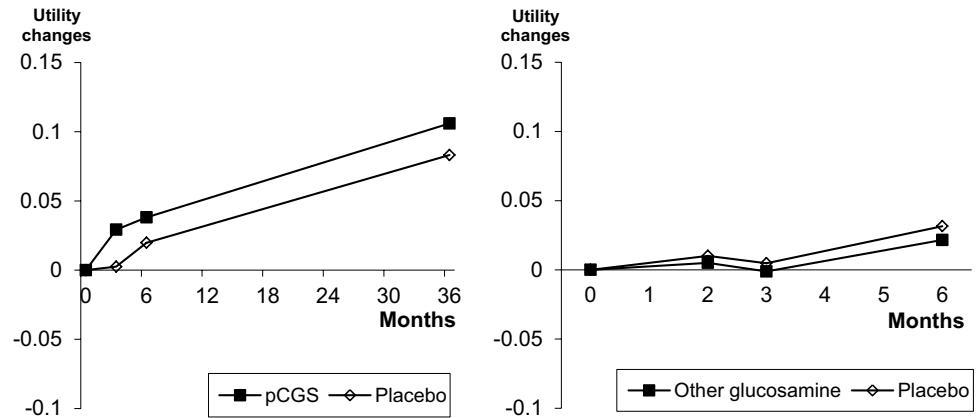 Utility
changes
0.15
0.1
0.05
0
-0.05
-0.1
0 6 12 18 24 30 36
Months
pCGS Placebo
Utility
changes
0.15
0.1
0.05
0
-0.05
-0.1
0 1 2 3 4 5 6
Months
Other glucosamine Placebo